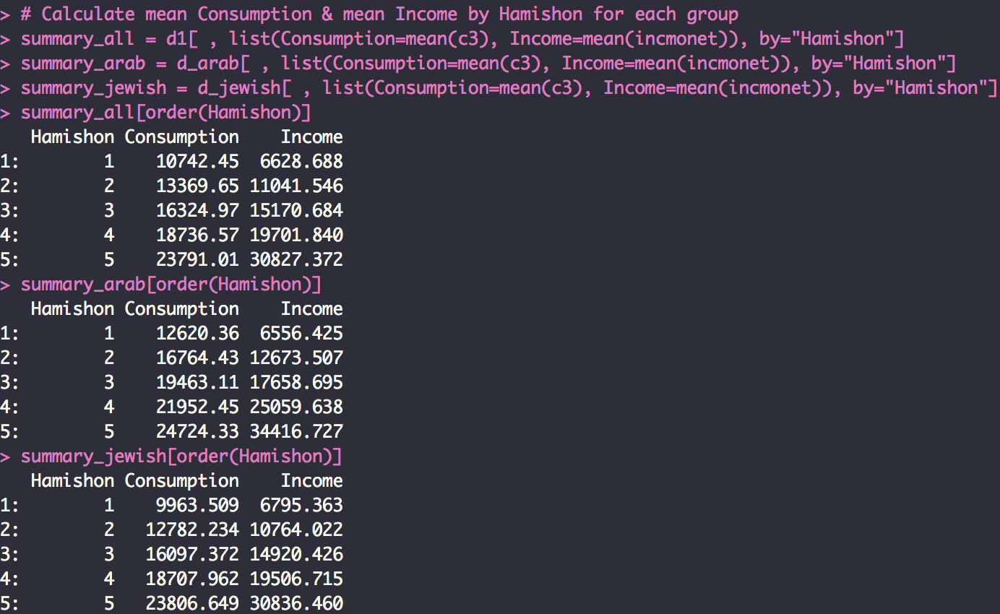 > # Calculate mean Consumption & mean Income by Hamishon for each group
> summary_all = d1[ , list(Consumption=mean(c3), Income=mean(incmonet)), by="Hamishon"]
> summary_arab = d_arab[ , list(Consumption=mean(c3), Income=mean(incmonet)), by="Hamishon"]
> summary_jewish = d_jewish[ , list(Consumption=mean(c3), Income=mean(incmonet)), by="Hamishon"]
> summary_all[order(Hamishon)]
   Hamishon Consumption    Income
1:        1    10742.45  6628.688
2:        2    13369.65 11041.546
3:        3    16324.97 15170.684
4:        4    18736.57 19701.840
5:        5    23791.01 30827.372
> summary_arab[order(Hamishon)]
   Hamishon Consumption    Income
1:        1    12620.36  6556.425
2:        2    16764.43 12673.507
3:        3    19463.11 17658.695
4:        4    21952.45 25059.638
5:        5    24724.33 34416.727
> summary_jewish[order(Hamishon)]
   Hamishon Consumption    Income
1:        1    9963.509  6795.363
2:        2   12782.234 10764.022
3:        3   16097.372 14920.426
4:        4   18707.962 19506.715
5:        5   23806.649 30836.460